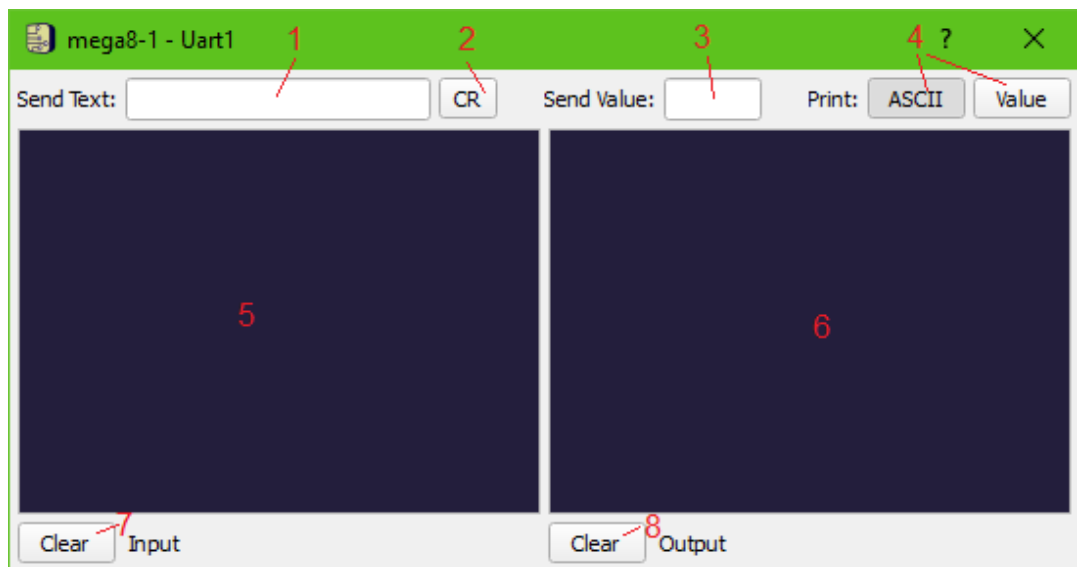 mega8-1 - Uart1 1 2 3 4 ? ×
Send Text: CR Send Value: Print: ASCII Value
5 6
7 8
Clear Input Clear Output